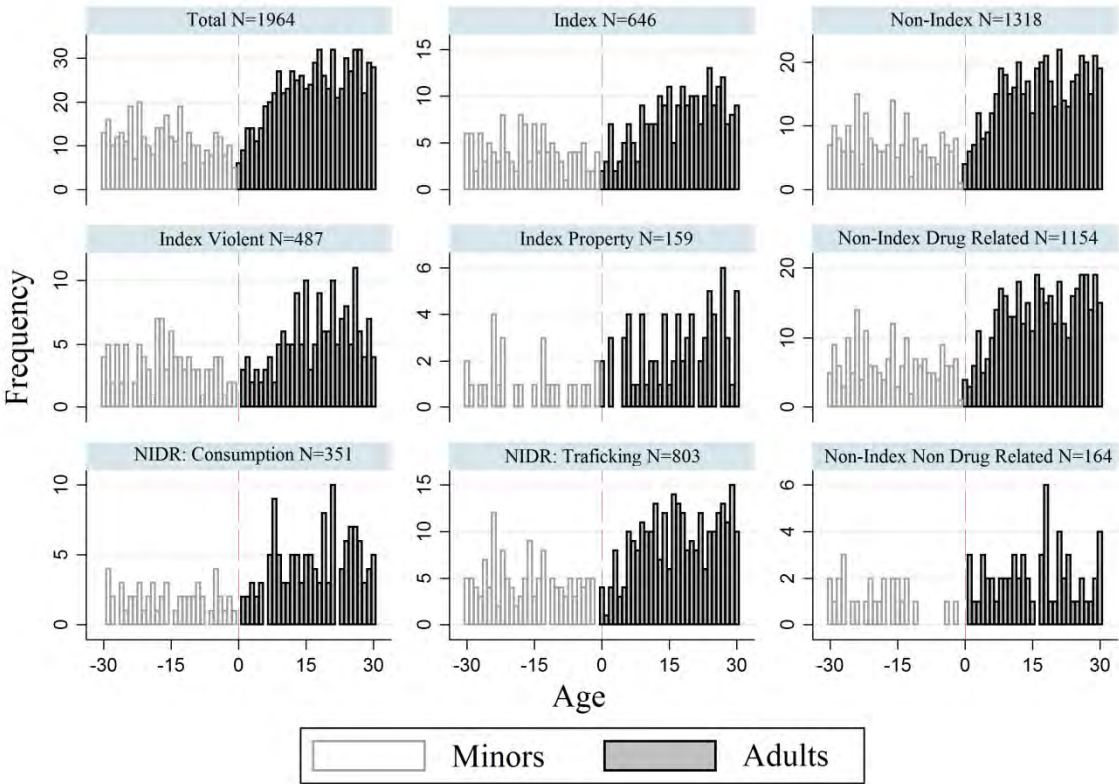 Total N=1964
Index N=646
Non-Index N=1318
0 10 20 30
0 5 10 15
0 10 20
Index Violent N=487
Index Property N=159
Non-Index Drug Related N=1154
Frequency
0 5 10
0 2 4 6
0 10 20
NIDR: Consumption N=351
NIDR: Traficking N=803
Non-Index Non Drug Related N=164
0 5 10
0 5 10 15
0 2 4 6
-30 -15 0 15 30
-30 -15 0 15 30
-30 -15 0 15 30
Age
Minors
Adults